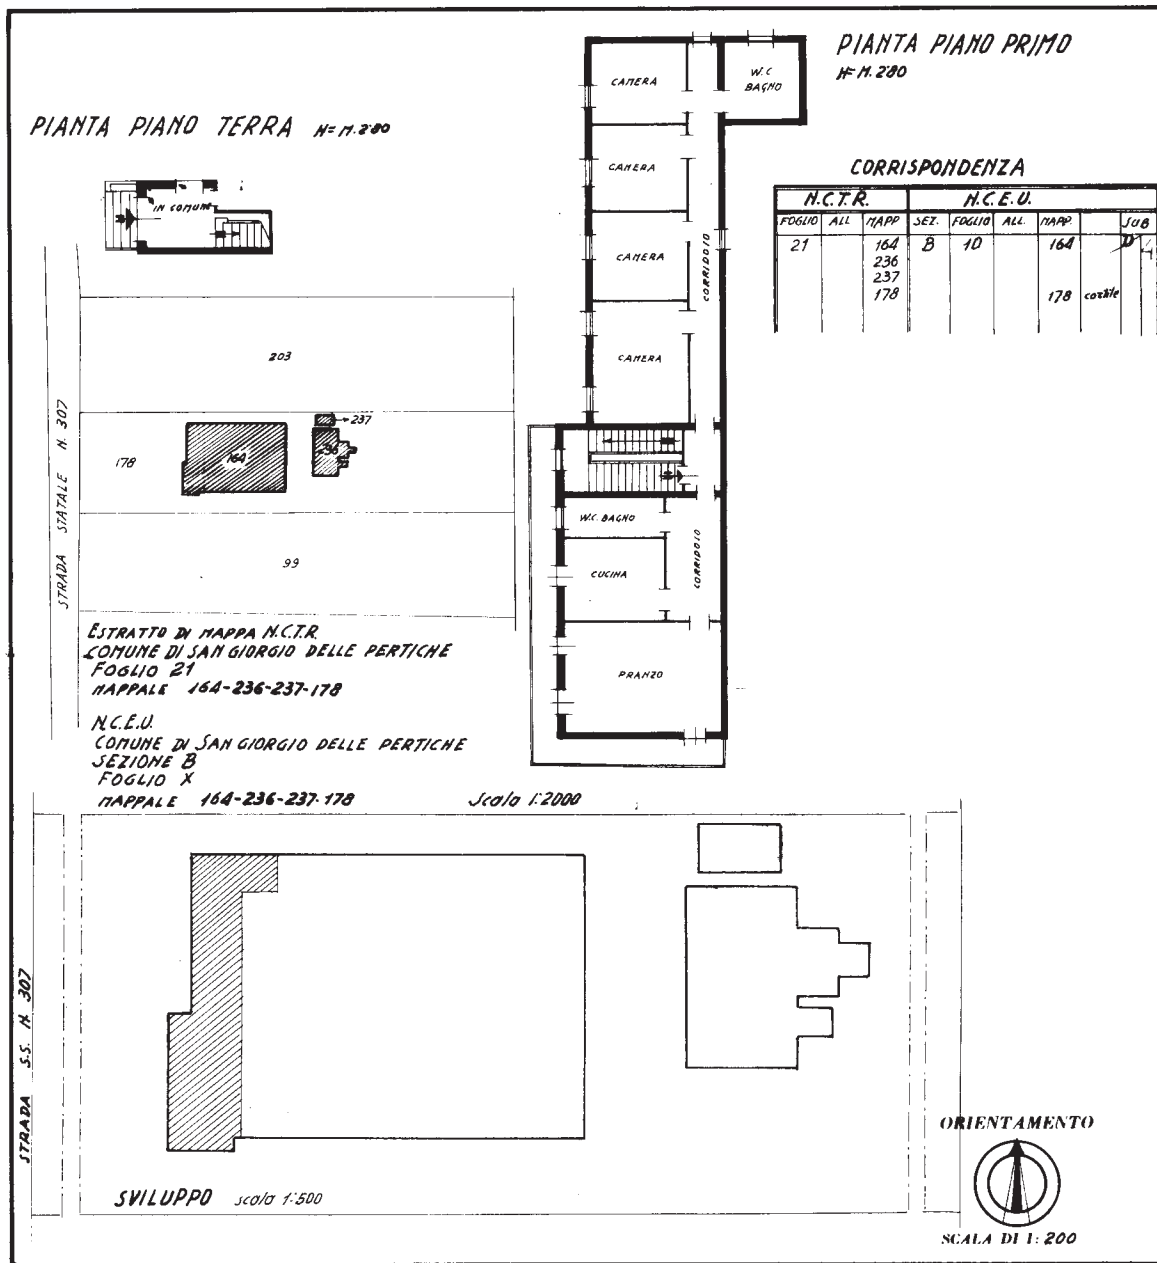 PIANTA PIANO PRIMO
H= M. 2.80
PIANTA PIANO TERRA H= M. 2.80
IN COMUNE
CAMERA
W.C.
BAGNO
CAMERA
CAMERA
CAMERA
CORRIDOIO
W.C. BAGNO
CUCINA
CORRIDOIO
PRANZO
CORRISPONDENZA
N.C.T.R. N.C.E.U.
FOGLIO ALL MAPP SEZ. FOGLIO ALL. MAPP. SUB
21 164 B 10 164
236
237
178 178 cortile
203
237
178 164 236
99
STRADA STATALE N. 307
ESTRATTO DI MAPPA N.C.T.R.
COMUNE DI SAN GIORGIO DELLE PERTICHE
FOGLIO 21
MAPPALE 164-236-237-178
N.C.E.U.
COMUNE DI SAN GIORGIO DELLE PERTICHE
SEZIONE B
FOGLIO X
MAPPALE 164-236-237-178 Scala 1:2000
STRADA S.S. N. 307
SVILUPPO scala 1:500
ORIENTAMENTO
SCALA DI 1: 200